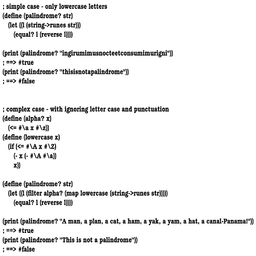 ; simple case - only lowercase letters
(define (palindrome? str)
(let ((l (string->runes str)))
(equal? l (reverse l))))
(print (palindrome? "ingirumimusnocteetconsumimurigni"))
; ==> #true
(print (palindrome? "thisisnotapalindrome"))
; ==> #false
; complex case - with ignoring letter case and punctuation
(define (alpha? x)
(<= #\a x #\z))
(define (lowercase x)
(if (<= #\A x #\Z)
(- x (- #\A #\a))
x))
(define (palindrome? str)
(let ((l (filter alpha? (map lowercase (string->runes str)))))
(equal? l (reverse l))))
(print (palindrome? "A man, a plan, a cat, a ham, a yak, a yam, a hat, a canal-Panama!"))
; ==> #true
(print (palindrome? "This is not a palindrome"))
; ==> #false